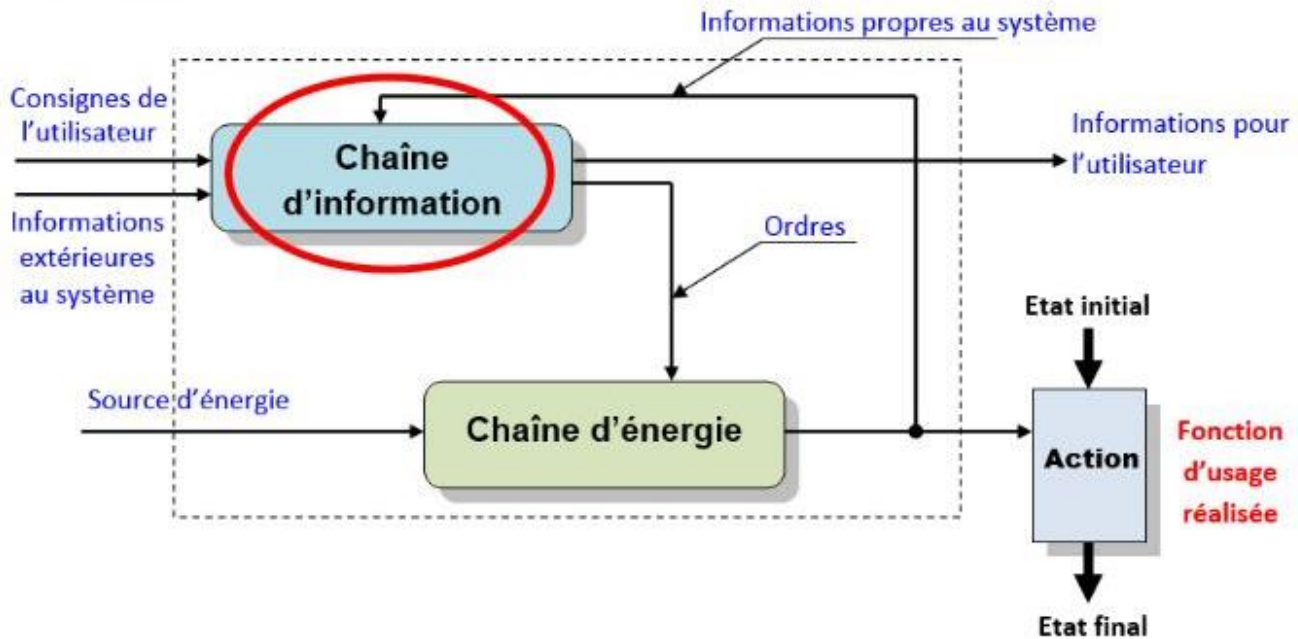 Informations propres au système
Consignes de
l'utilisateur
Chaîne
d'information
Informations pour
l'utilisateur
Informations
extérieures
au système
Ordres
Etat initial
Source d'énergie
Chaîne d'énergie
Action
Fonction
d'usage
réalisée
Etat final